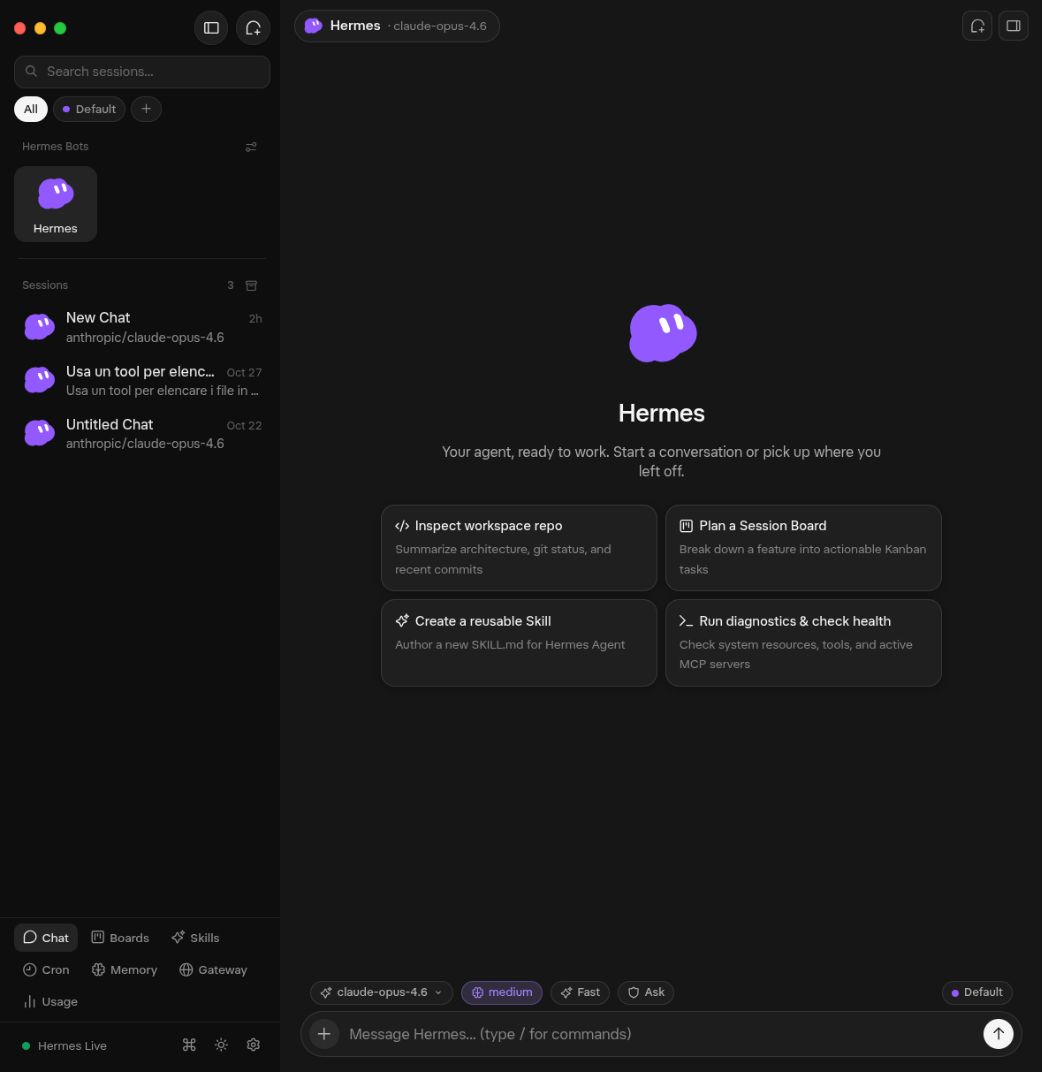 Hermes · claude-opus-4.6
Search sessions...
All
Default
Hermes Bots
Hermes
Sessions 3
New Chat 2h
anthropic/claude-opus-4.6
Usa un tool per elenc... Oct 27
Usa un tool per elencare i file in ...
Untitled Chat Oct 22
anthropic/claude-opus-4.6
Hermes
Your agent, ready to work. Start a conversation or pick up where you
left off.
Inspect workspace repo
Summarize architecture, git status, and
recent commits
Plan a Session Board
Break down a feature into actionable Kanban
tasks
Create a reusable Skill
Author a new SKILL.md for Hermes Agent
Run diagnostics & check health
Check system resources, tools, and active
MCP servers
Chat Boards Skills
Cron Memory Gateway
Usage
Hermes Live
claude-opus-4.6 medium Fast Ask Default
Message Hermes... (type / for commands)